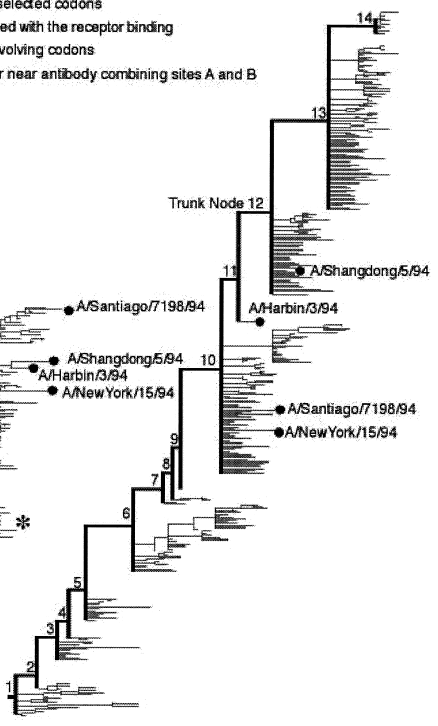 selected codons
ed with the receptor binding
volving codons
r near antibody combining sites A and B
14
13
Trunk Node 12
11
A/Shangdong/5/94
A/Santiago/7198/94
A/Harbin/3/94
A/Shangdong/5/94
A/Harbin/3/94
10
A/NewYork/15/94
A/Santiago/7198/94
A/NewYork/15/94
9
8
7
6
*
5
4
3
2
1